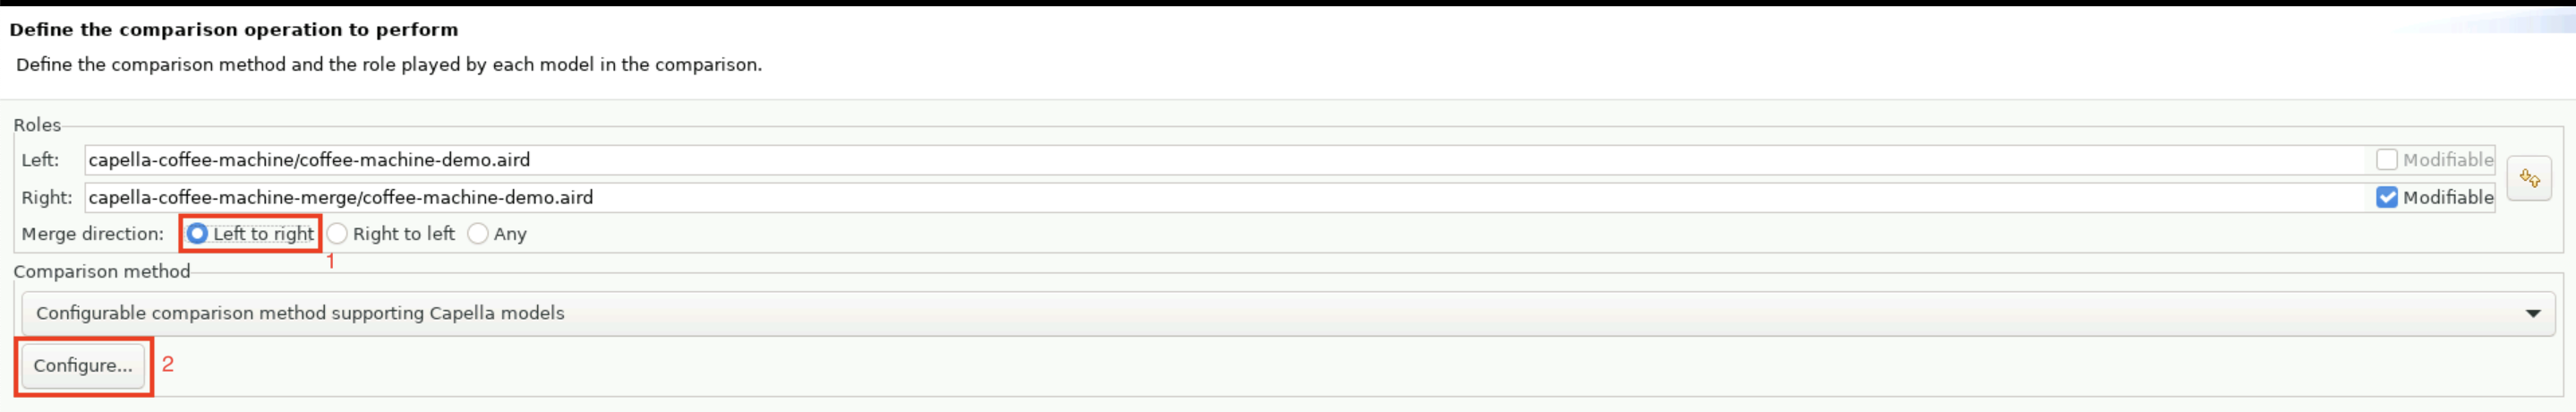 Define the comparison operation to perform
Define the comparison method and the role played by each model in the comparison.
Roles
Left: capella-coffee-machine/coffee-machine-demo.aird Modifiable
Right: capella-coffee-machine-merge/coffee-machine-demo.aird Modifiable
Merge direction: Left to right Right to left Any
1
Comparison method
Configurable comparison method supporting Capella models
Configure... 2